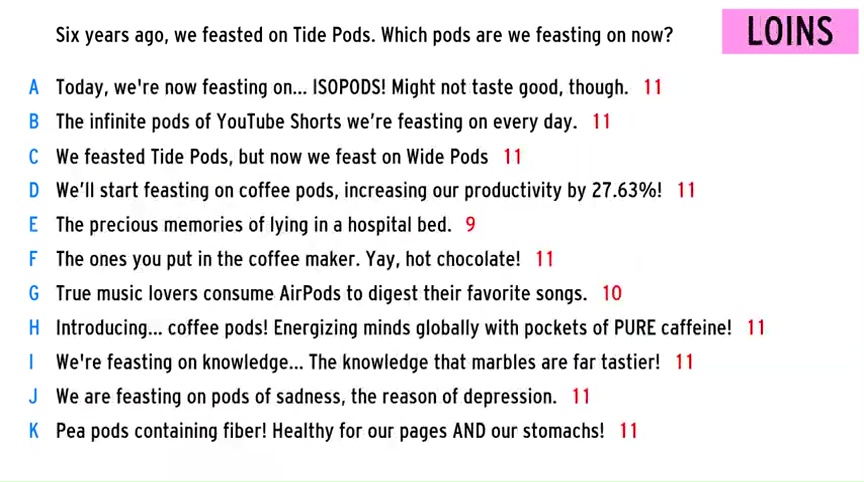 Six years ago, we feasted on Tide Pods. Which pods are we feasting on now?
LOINS
A Today, we're now feasting on... ISOPODS! Might not taste good, though. 11
B The infinite pods of YouTube Shorts we're feasting on every day. 11
C We feasted Tide Pods, but now we feast on Wide Pods 11
D We'll start feasting on coffee pods, increasing our productivity by 27.63%! 11
E The precious memories of lying in a hospital bed. 9
F The ones you put in the coffee maker. Yay, hot chocolate! 11
G True music lovers consume AirPods to digest their favorite songs. 10
H Introducing... coffee pods! Energizing minds globally with pockets of PURE caffeine! 11
I We're feasting on knowledge... The knowledge that marbles are far tastier! 11
J We are feasting on pods of sadness, the reason of depression. 11
K Pea pods containing fiber! Healthy for our pages AND our stomachs! 11